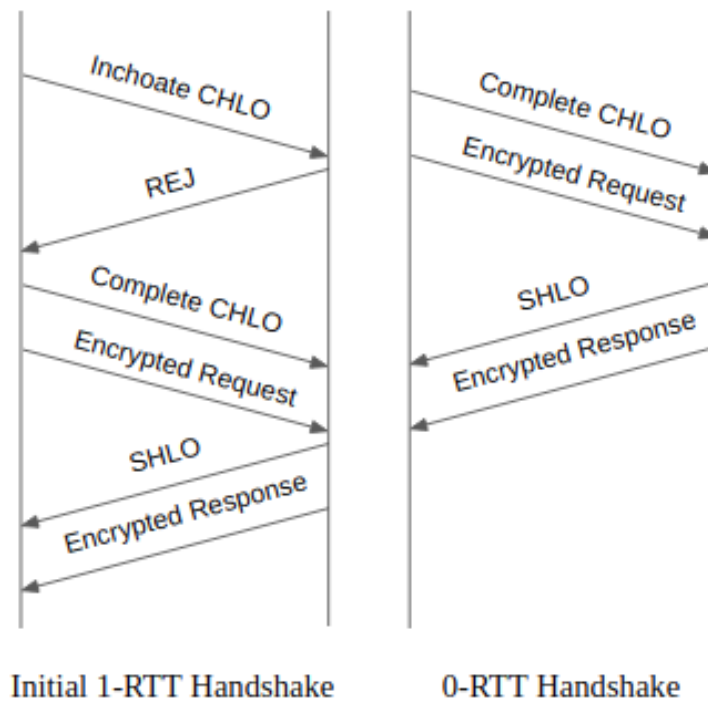 Inchoate CHLO
REJ
Complete CHLO
Encrypted Request
SHLO
Encrypted Response
Initial 1-RTT Handshake
Complete CHLO
Encrypted Request
SHLO
Encrypted Response
0-RTT Handshake